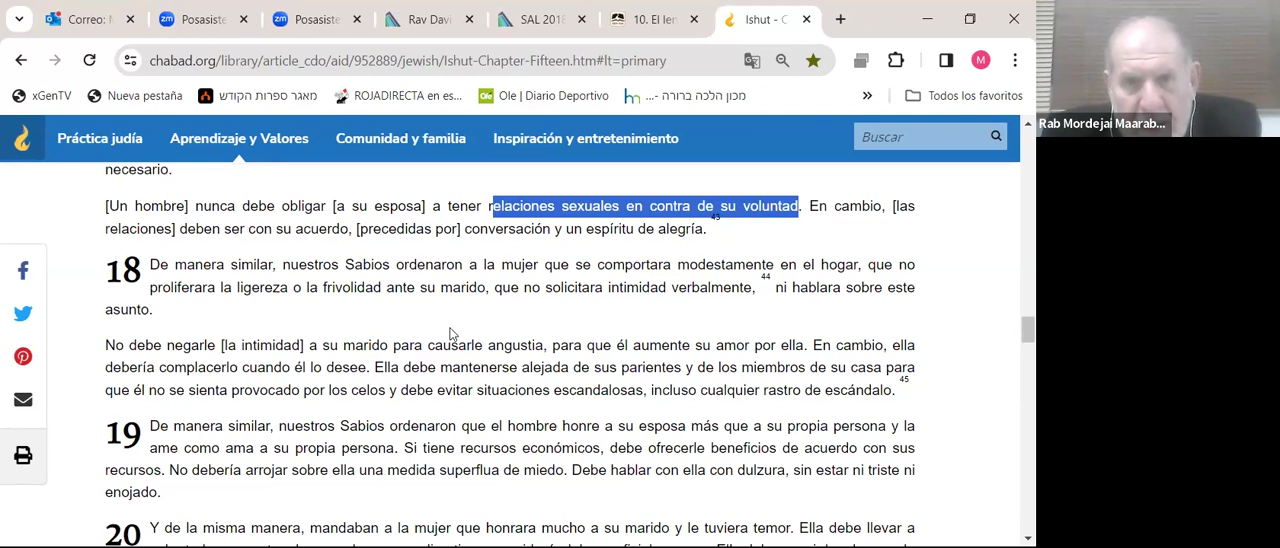 Correo: M
Posasiste
Posasiste
Rav Davi
SAL 2018
10. El len
Ishut - C
chabad.org/library/article_cdo/aid/952889/jewish/Ishut-Chapter-Fifteen.htm#lt=primary
M
xGenTV
Nueva pestaña
מאגר ספרות הקודש
ROJADIRECTA en es...
Ole | Diario Deportivo
מכון הלכה ברורה -...
Todos los favoritos
Rab Mordejai Maarab...
Práctica judía
Aprendizaje y Valores
Comunidad y familia
Inspiración y entretenimiento
Buscar
necesario.
[Un hombre] nunca debe obligar [a su esposa] a tener relaciones sexuales en contra de su voluntad. En cambio, [las
relaciones] deben ser con su acuerdo, [precedidas por] conversación y un espíritu de alegría. 43
18 De manera similar, nuestros Sabios ordenaron a la mujer que se comportara modestamente en el hogar, que no
proliferara la ligereza o la frivolidad ante su marido, que no solicitara intimidad verbalmente, 44 ni hablara sobre este
asunto.
No debe negarle [la intimidad] a su marido para causarle angustia, para que él aumente su amor por ella. En cambio, ella
debería complacerlo cuando él lo desee. Ella debe mantenerse alejada de sus parientes y de los miembros de su casa para
que él no se sienta provocado por los celos y debe evitar situaciones escandalosas, incluso cualquier rastro de escándalo. 45
19 De manera similar, nuestros Sabios ordenaron que el hombre honre a su esposa más que a su propia persona y la
ame como ama a su propia persona. Si tiene recursos económicos, debe ofrecerle beneficios de acuerdo con sus
recursos. No debería arrojar sobre ella una medida superflua de miedo. Debe hablar con ella con dulzura, sin estar ni triste ni
enojado.
20 Y de la misma manera, mandaban a la mujer que honrara mucho a su marido y le tuviera temor. Ella debe llevar a